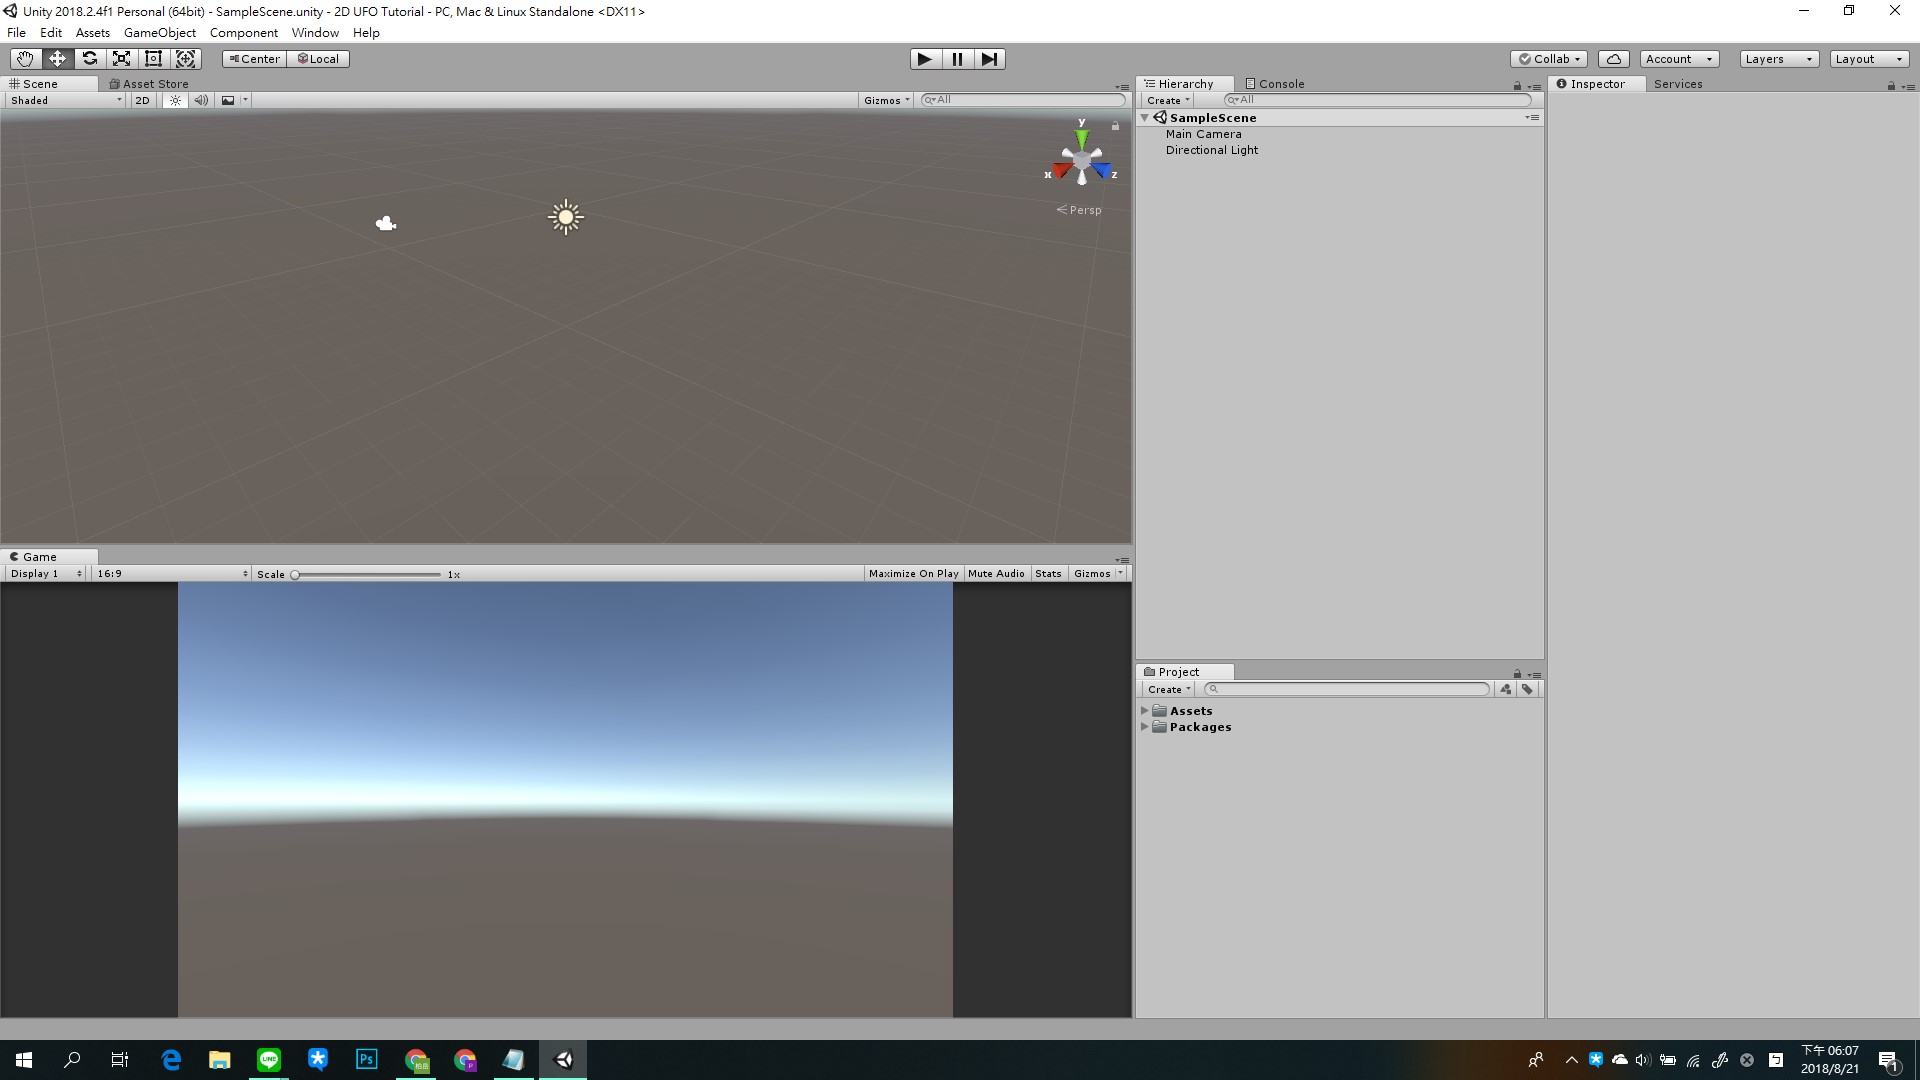 Unity 2018.2.4f1 Personal (64bit) - SampleScene.unity - 2D UFO Tutorial - PC, Mac & Linux Standalone <DX11>
File Edit Assets GameObject Component Window Help
Center Local Collab Account Layers Layout
Scene Asset Store
Shaded 2D Gizmos All
y
x z
Persp
Hierarchy Console
Create All
SampleScene
Main Camera
Directional Light
Inspector Services
Game
Display 1 16:9 Scale 1x Maximize On Play Mute Audio Stats Gizmos
Project
Create
Assets
Packages
LINE
Ps
P
下午 06:07
2018/8/21
1